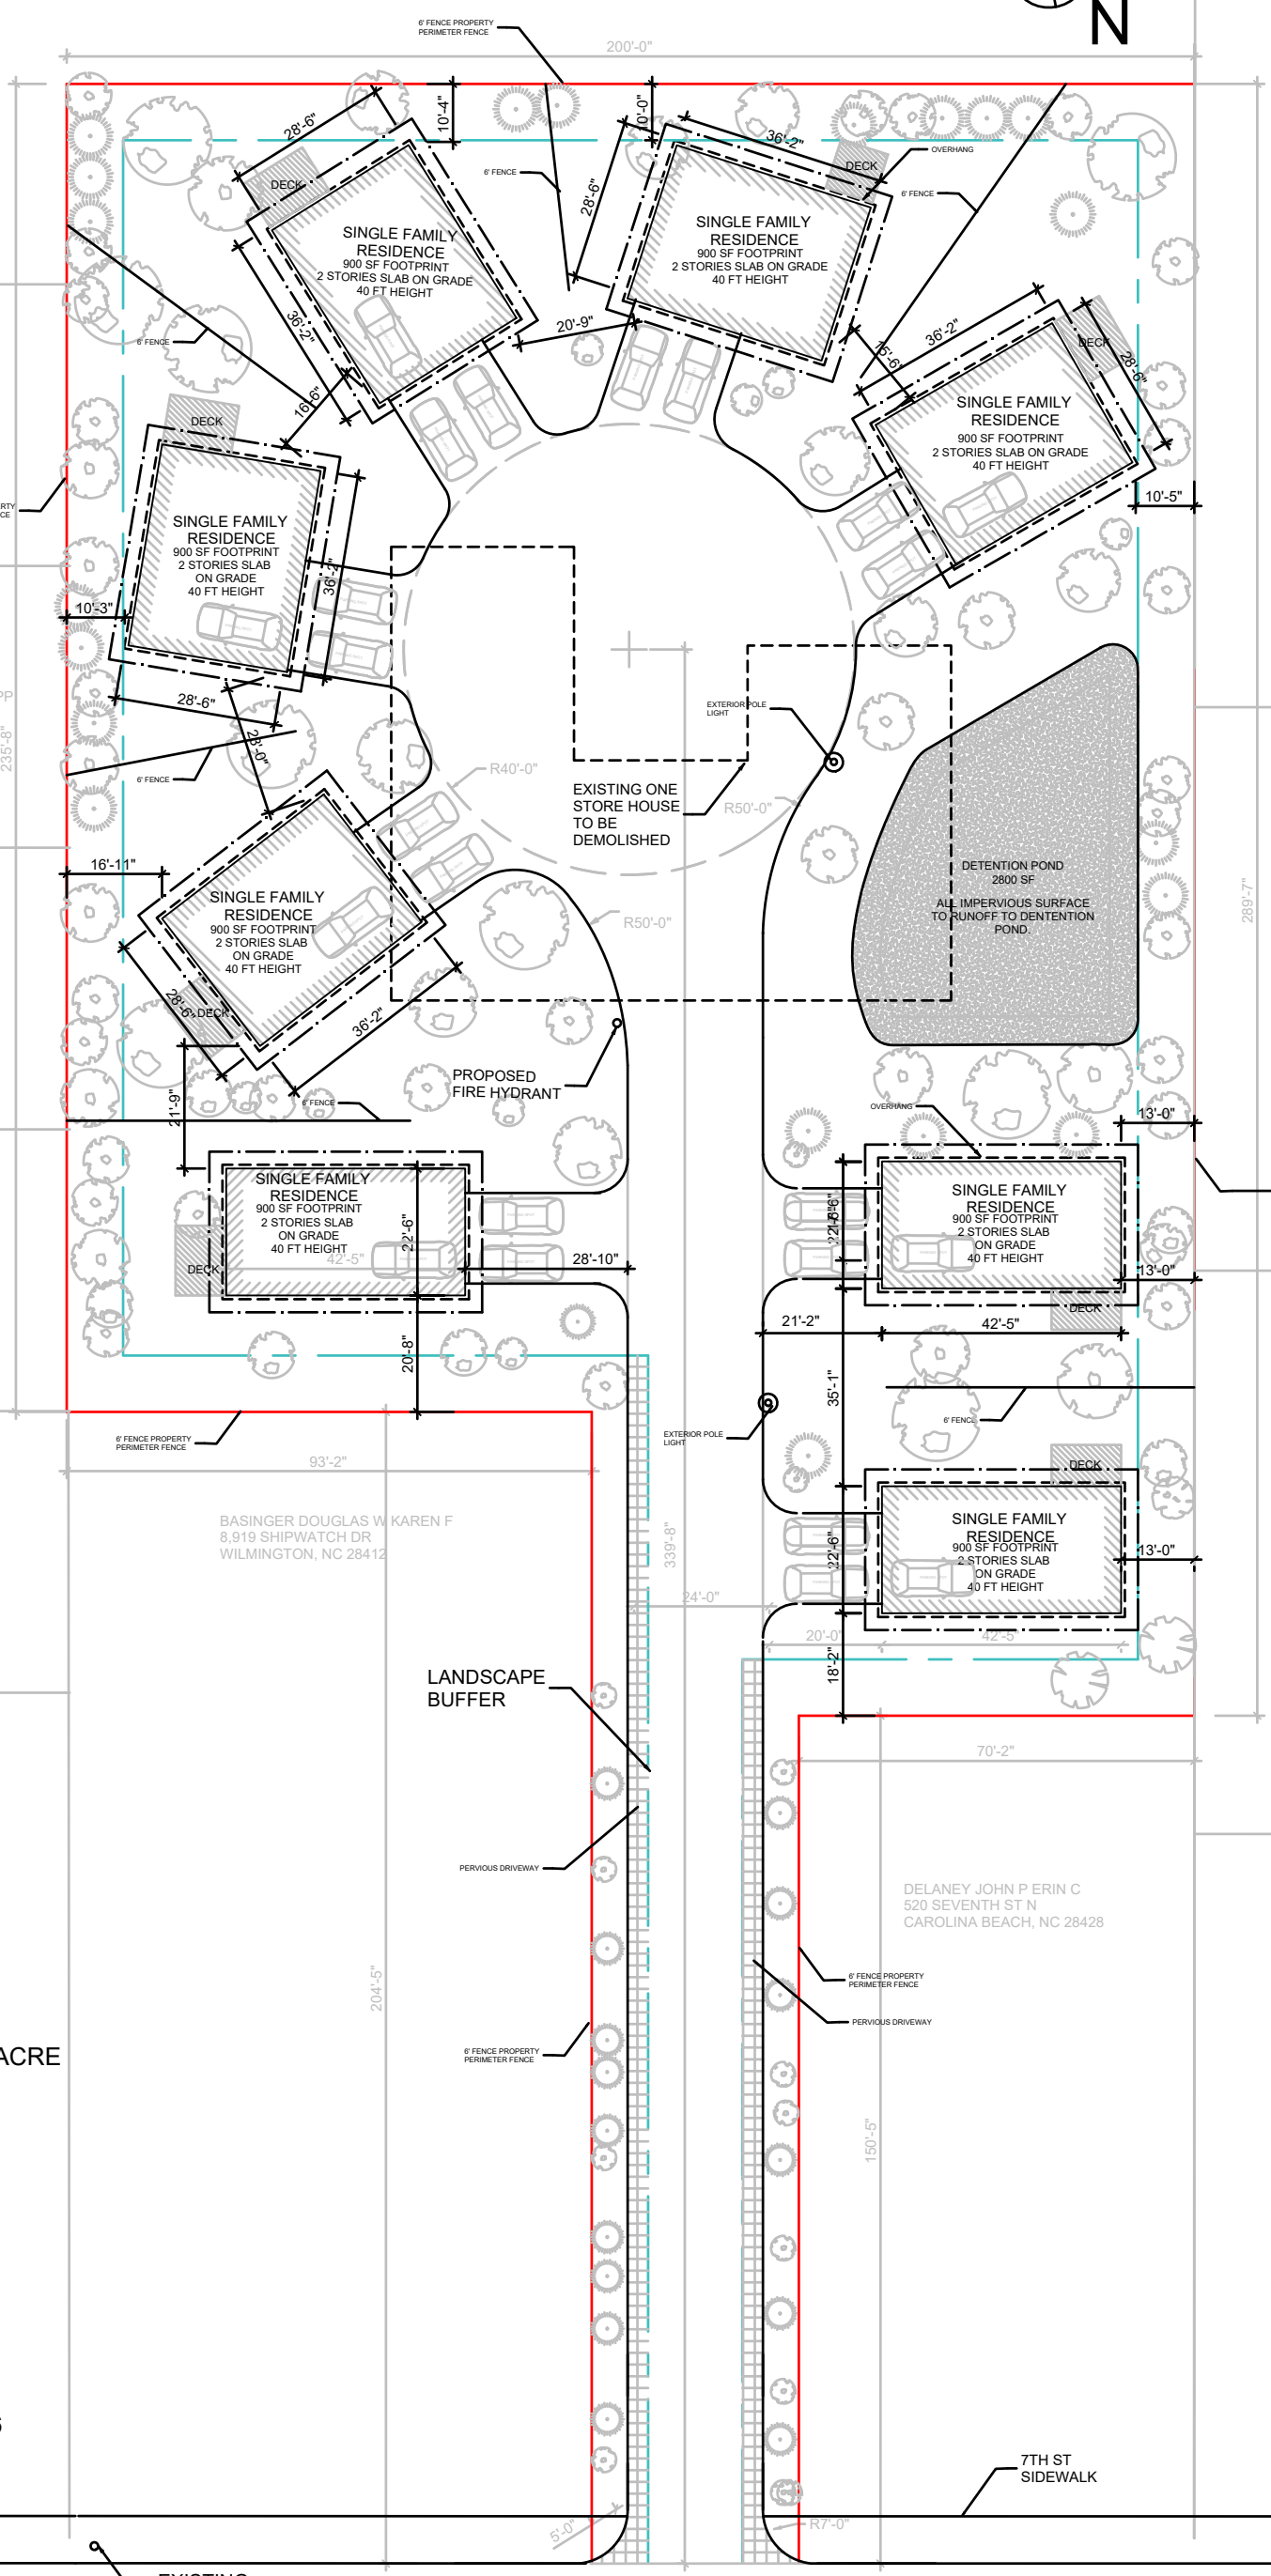 N
6' FENCE PROPERTY
PERIMETER FENCE
200'-0"
10'-4"
10'-0"
28'-6"
36'-2"
DECK
OVERHANG
DECK
6' FENCE
28'-6"
6' FENCE
SINGLE FAMILY
RESIDENCE
900 SF FOOTPRINT
2 STORIES SLAB ON GRADE
40 FT HEIGHT
SINGLE FAMILY
RESIDENCE
900 SF FOOTPRINT
2 STORIES SLAB ON GRADE
40 FT HEIGHT
36'-2"
20'-9"
6' FENCE
15'-6"
36'-2"
DECK
28'-6"
16'-6"
SINGLE FAMILY
RESIDENCE
900 SF FOOTPRINT
2 STORIES SLAB ON GRADE
40 FT HEIGHT
DECK
10'-5"
RTY
CE
SINGLE FAMILY
RESIDENCE
900 SF FOOTPRINT
2 STORIES SLAB
ON GRADE
40 FT HEIGHT
36'-2"
10'-3"
28'-6"
PP
235'-8"
23'-0"
6' FENCE
EXTERIOR POLE
LIGHT
R40'-0"
EXISTING ONE
STORE HOUSE
TO BE
DEMOLISHED
R50'-0"
16'-11"
DETENTION POND
2800 SF
ALL IMPERVIOUS SURFACE
TO RUNOFF TO DENTENTION
POND.
289'-7"
SINGLE FAMILY
RESIDENCE
900 SF FOOTPRINT
2 STORIES SLAB
ON GRADE
40 FT HEIGHT
R50'-0"
28'-6"
DECK
36'-2"
PROPOSED
FIRE HYDRANT
21'-9"
6' FENCE
OVERHANG
13'-0"
SINGLE FAMILY
RESIDENCE
900 SF FOOTPRINT
2 STORIES SLAB
ON GRADE
40 FT HEIGHT
22'-6"
42'-5"
DECK
28'-10"
SINGLE FAMILY
RESIDENCE
900 SF FOOTPRINT
2 STORIES SLAB
ON GRADE
40 FT HEIGHT
13'-0"
DECK
21'-2"
42'-5"
20'-8"
35'-1"
6' FENCE
EXTERIOR POLE
LIGHT
6' FENCE PROPERTY
PERIMETER FENCE
93'-2"
DECK
BASINGER DOUGLAS W KAREN F
8,919 SHIPWATCH DR
WILMINGTON, NC 28412
339'-8"
SINGLE FAMILY
RESIDENCE
900 SF FOOTPRINT
2 STORIES SLAB
ON GRADE
40 FT HEIGHT
22'-6"
13'-0"
24'-0"
20'-0"
42'-5"
18'-2"
LANDSCAPE
BUFFER
70'-2"
PERVIOUS DRIVEWAY
DELANEY JOHN P ERIN C
520 SEVENTH ST N
CAROLINA BEACH, NC 28428
204'-5"
6' FENCE PROPERTY
PERIMETER FENCE
PERVIOUS DRIVEWAY
6' FENCE PROPERTY
PERIMETER FENCE
ACRE
150'-5"
7TH ST
SIDEWALK
5'-0"
R7'-0"